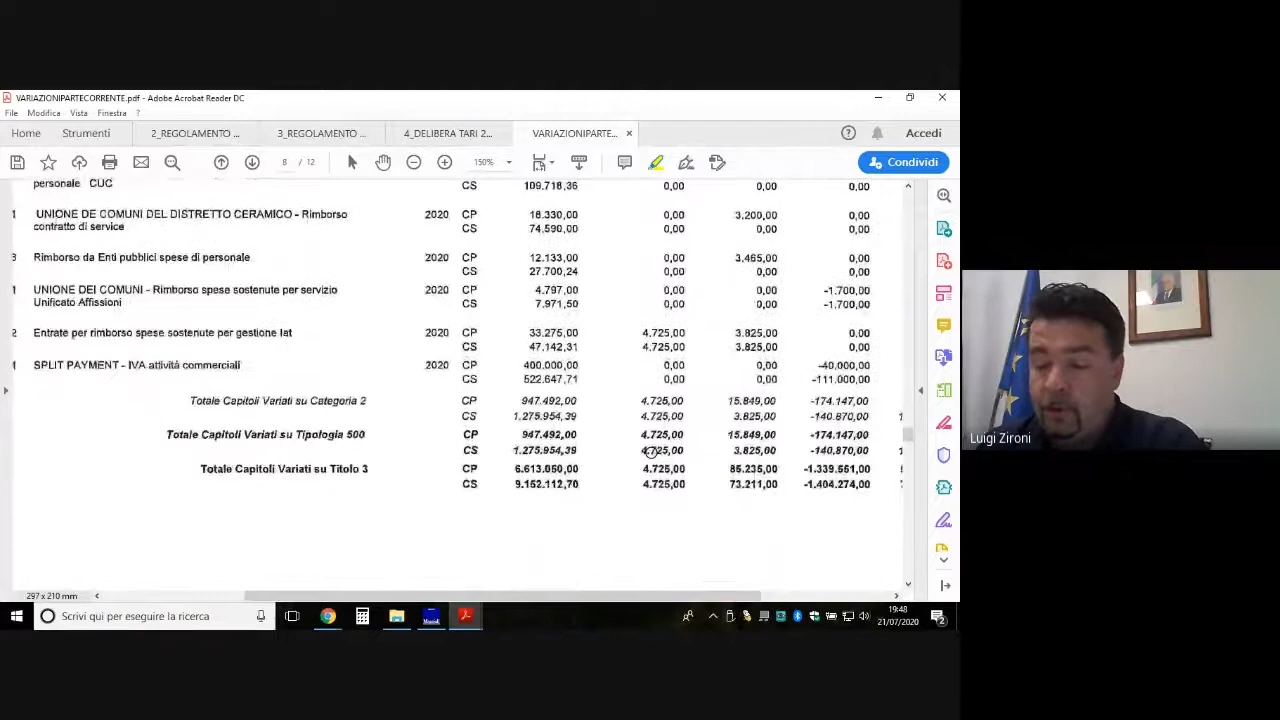 VARIAZIONIPARTECORRENTE.pdf - Adobe Acrobat Reader DC
File Modifica Vista Finestra ?
Home Strumenti 2_REGOLAMENTO ... 3_REGOLAMENTO ... 4_DELIBERA TARI 2... VARIAZIONIPARTE... × Accedi
8 / 12 150% Condividi
personale CUC CS 109.718,36 0,00 0,00 0,00
1 UNIONE DE COMUNI DEL DISTRETTO CERAMICO - Rimborso 2020 CP 18.330,00 0,00 3.200,00 0,00
contratto di service CS 74.590,00 0,00 0,00 0,00
3 Rimborso da Enti pubblici spese di personale 2020 CP 12.133,00 0,00 3.465,00 0,00
CS 27.700,24 0,00 0,00 0,00
1 UNIONE DEI COMUNI - Rimborso spese sostenute per servizio 2020 CP 4.797,00 0,00 0,00 -1.700,00
Unificato Affissioni CS 7.971,50 0,00 0,00 -1.700,00
2 Entrate per rimborso spese sostenute per gestione Iat 2020 CP 33.275,00 4.725,00 3.825,00 0,00
CS 47.142,31 4.725,00 3.825,00 0,00
1 SPLIT PAYMENT - IVA attività commerciali 2020 CP 400.000,00 0,00 0,00 -40.000,00
CS 522.647,71 0,00 0,00 -111.000,00
Totale Capitoli Variati su Categoria 2 CP 947.492,00 4.725,00 15.849,00 -174.147,00
CS 1.275.954,39 4.725,00 3.825,00 -140.870,00
Totale Capitoli Variati su Tipologia 500 CP 947.492,00 4.725,00 15.849,00 -174.147,00
CS 1.275.954,39 4.725,00 3.825,00 -140.870,00
Totale Capitoli Variati su Titolo 3 CP 6.613.050,00 4.725,00 85.235,00 -1.339.551,00
CS 9.152.112,70 4.725,00 73.211,00 -1.404.274,00
297 x 210 mm
Luigi Zironi
Scrivi qui per eseguire la ricerca
19:48
21/07/2020
2